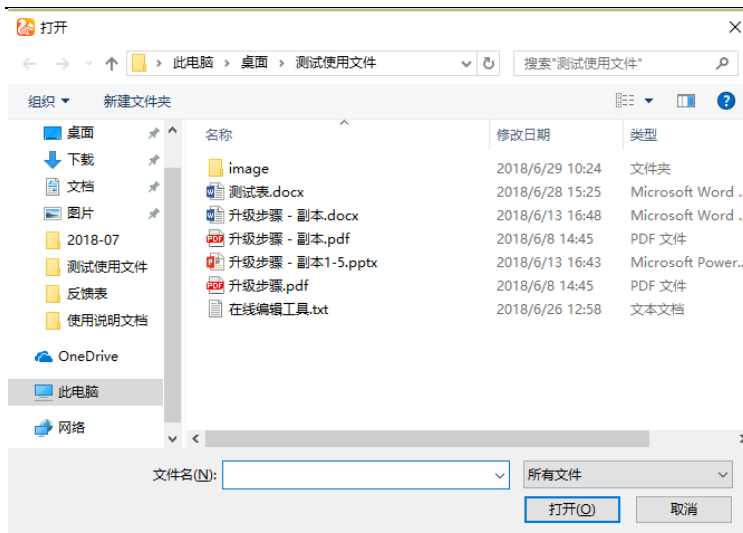 打开
此电脑 > 桌面 > 测试使用文件
搜索"测试使用文件"
组织 新建文件夹
桌面
下载
文档
图片
2018-07
测试使用文件
反馈表
使用说明文档
OneDrive
此电脑
网络
名称 修改日期 类型
image 2018/6/29 10:24 文件夹
测试表.docx 2018/6/28 15:25 Microsoft Word .
升级步骤 - 副本.docx 2018/6/13 16:48 Microsoft Word .
升级步骤 - 副本.pdf 2018/6/8 14:45 PDF 文件
升级步骤 - 副本1-5.pptx 2018/6/13 16:43 Microsoft Power..
升级步骤.pdf 2018/6/8 14:45 PDF 文件
在线编辑工具.txt 2018/6/26 12:58 文本文档
文件名(N): 所有文件
打开(O) 取消